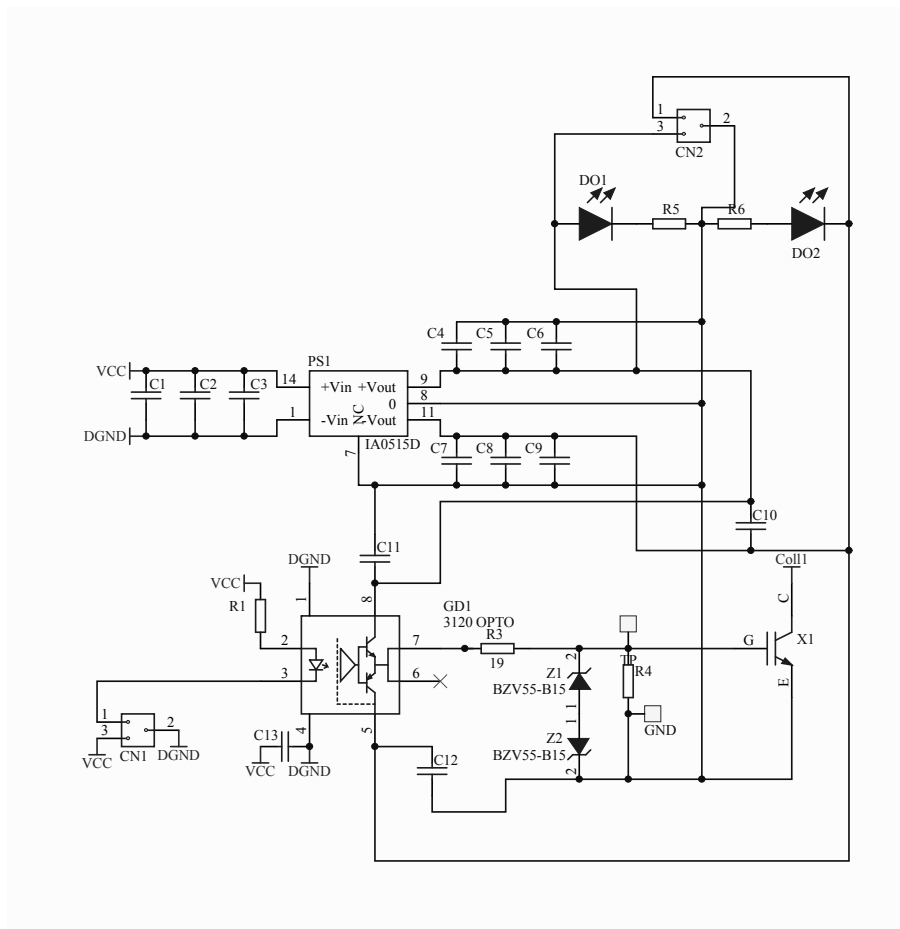 1
3
2
CN2
DO1
R5
R6
DO2
C4
C5
C6
VCC
C1
C2
C3
14
PS1
+Vin
+Vout
9
8
0
DGND
1
-Vin
NC
-Vout
11
IA0515D
7
C7
C8
C9
C10
C11
DGND
VCC
R1
1
8
GD1
3120 OPTO
R3
19
2
7
3
6
Coll1
C
G
X1
E
TP
R4
2
Z1
BZV55-B15
1
1
Z2
BZV55-B15
2
GND
1
3
2
CN1
VCC
DGND
C13
VCC
4
DGND
5
C12